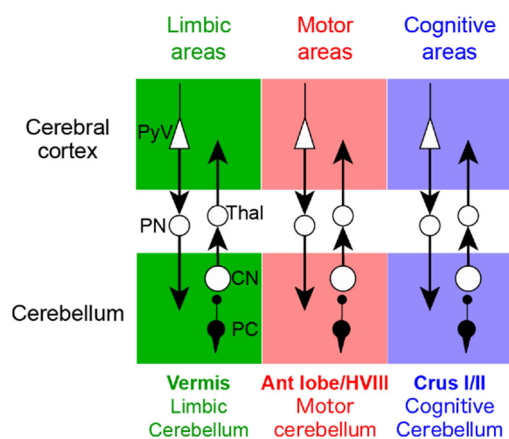 Limbic areas
Motor areas
Cognitive areas
Cerebral cortex
PyV
PN
Thal
Cerebellum
CN
PC
Vermis
Limbic
Cerebellum
Ant lobe/HVIII
Motor
cerebellum
Crus I/II
Cognitive
Cerebellum